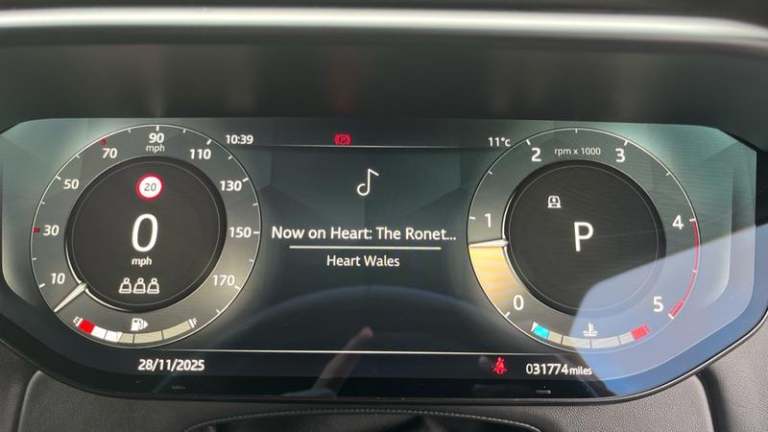 10:39
11°c
10
30
50
70
90
mph
110
130
150
170
20
0
mph
E
F
Now on Heart: The Ronet...
Heart Wales
rpm x 1000
0
1
2
3
4
5
P
28/11/2025
031774 miles